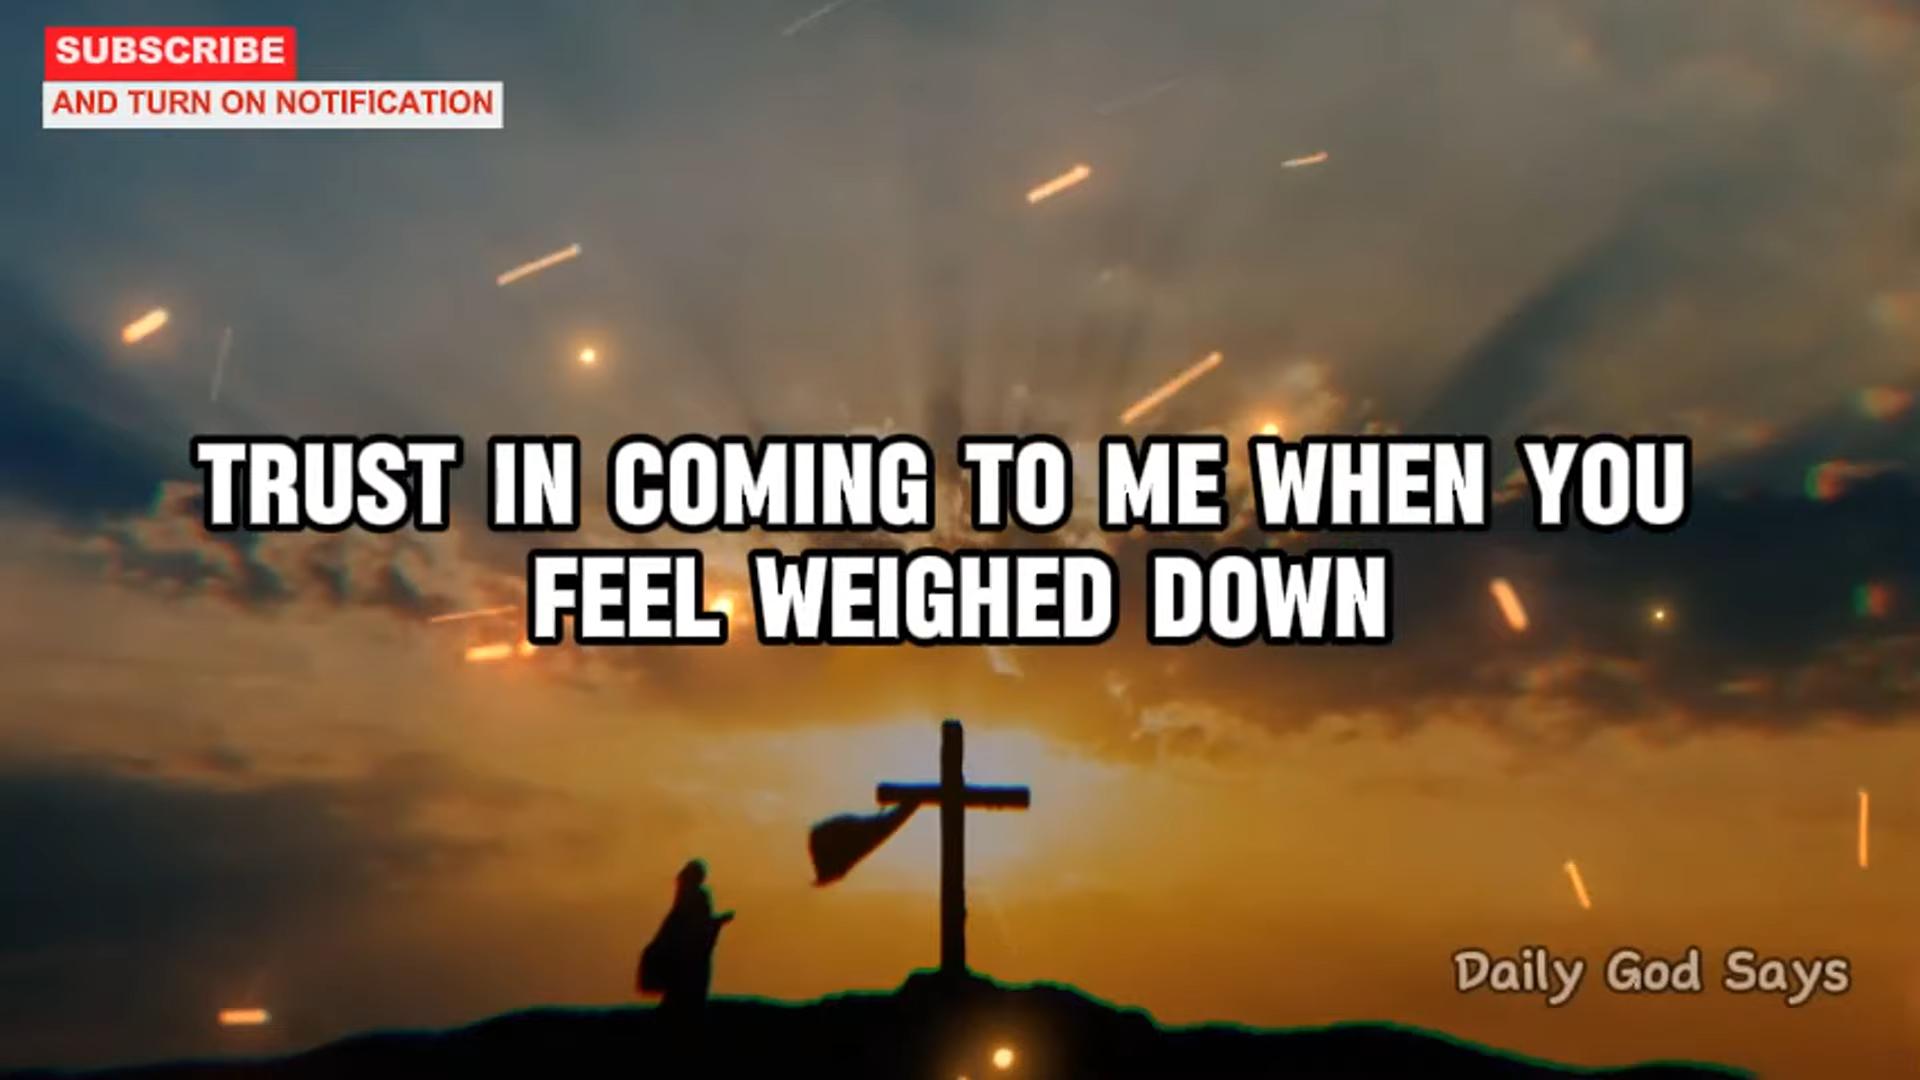 SUBSCRIBE
AND TURN ON NOTIFICATION
TRUST IN COMING TO ME WHEN YOU
FEEL WEIGHED DOWN
Daily God Says